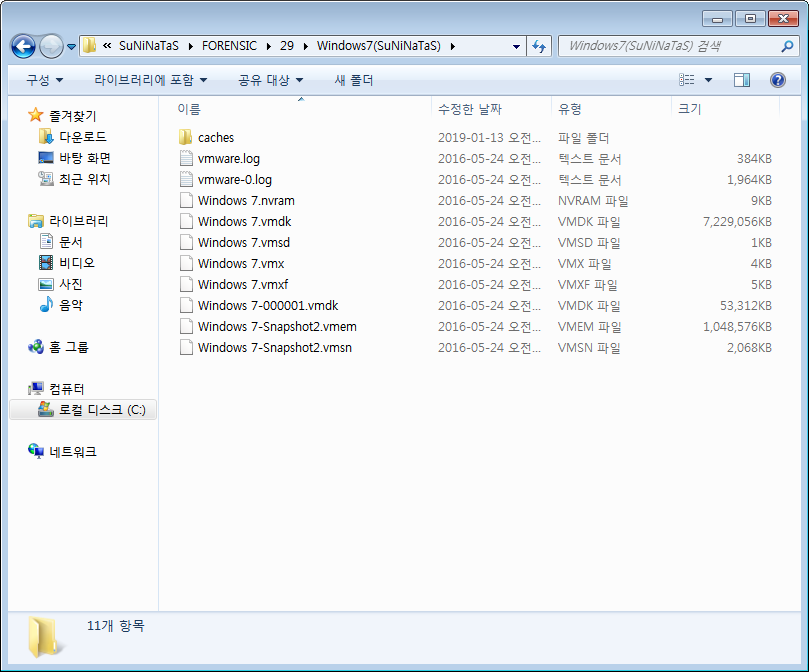 « SuNiNaTaS ▸ FORENSIC ▸ 29 ▸ Windows7(SuNiNaTaS) ▸ Windows7(SuNiNaTaS) 검색
구성 라이브러리에 포함 공유 대상 새 폴더
즐겨찾기
다운로드
바탕 화면
최근 위치
라이브러리
문서
비디오
사진
음악
홈 그룹
컴퓨터
로컬 디스크 (C:)
네트워크
이름 수정한 날짜 유형 크기
caches 2019-01-13 오전... 파일 폴더
vmware.log 2016-05-24 오전... 텍스트 문서 384KB
vmware-0.log 2016-05-24 오전... 텍스트 문서 1,964KB
Windows 7.nvram 2016-05-24 오전... NVRAM 파일 9KB
Windows 7.vmdk 2016-05-24 오전... VMDK 파일 7,229,056KB
Windows 7.vmsd 2016-05-24 오전... VMSD 파일 1KB
Windows 7.vmx 2016-05-24 오전... VMX 파일 4KB
Windows 7.vmxf 2016-05-24 오전... VMXF 파일 5KB
Windows 7-000001.vmdk 2016-05-24 오전... VMDK 파일 53,312KB
Windows 7-Snapshot2.vmem 2016-05-24 오전... VMEM 파일 1,048,576KB
Windows 7-Snapshot2.vmsn 2016-05-24 오전... VMSN 파일 2,068KB
11개 항목